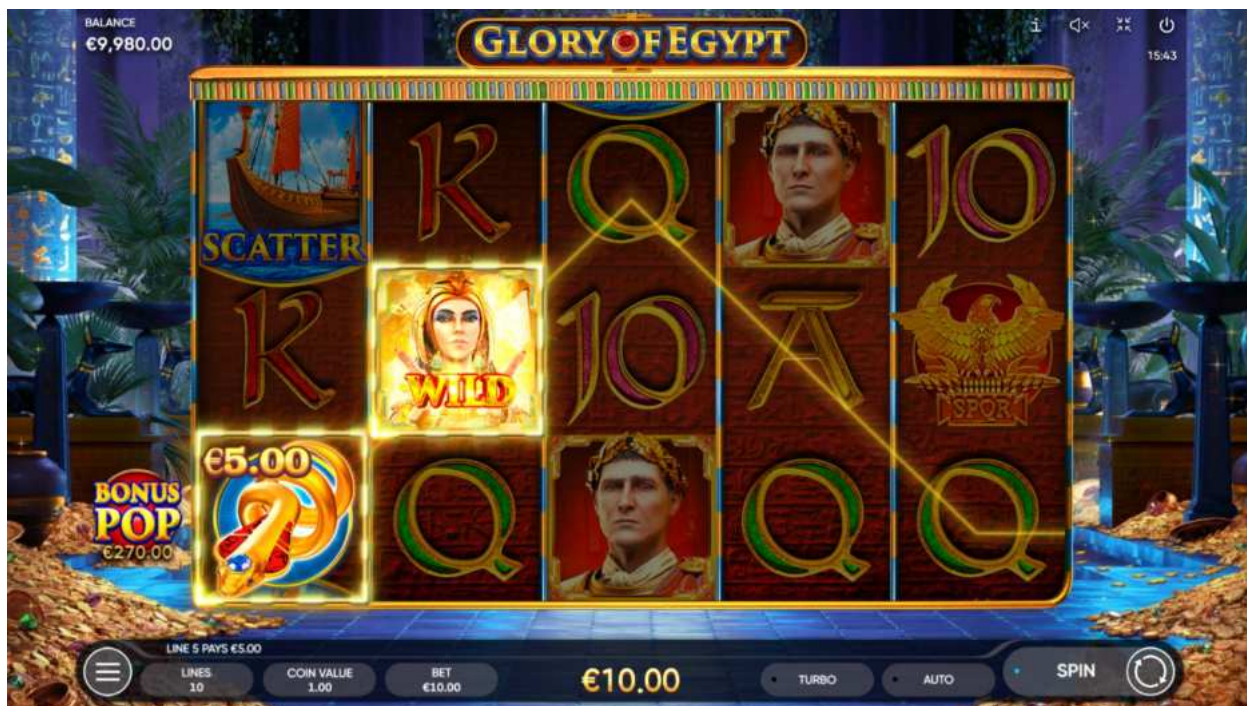 BALANCE
€9,980.00
GLORY OF EGYPT
15:43
SCATTER
K
Q
10
K
WILD
10
A
SPQR
€5.00
Q
Q
Q
BONUS
POP
€270.00
LINE 5 PAYS €5.00
LINES
10
COIN VALUE
1.00
BET
€10.00
€10.00
TURBO
AUTO
SPIN